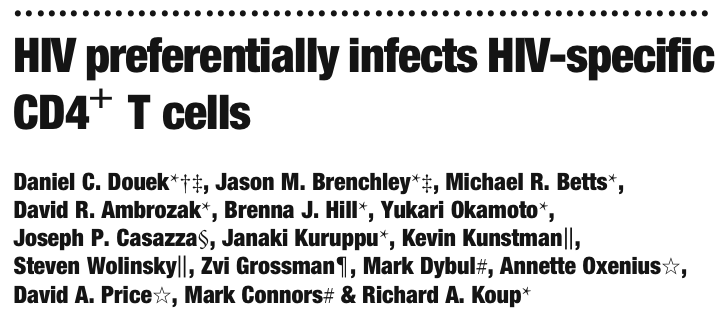 HIV preferentially infects HIV-specific
CD4⁺ T cells
Daniel C. Douek*†‡, Jason M. Brenchley*‡, Michael R. Betts*,
David R. Ambrozak*, Brenna J. Hill*, Yukari Okamoto*,
Joseph P. Casazza§, Janaki Kuruppu*, Kevin Kunstman||,
Steven Wolinsky||, Zvi Grossman¶, Mark Dybul#, Annette Oxenius☆,
David A. Price☆, Mark Connors# & Richard A. Koup*